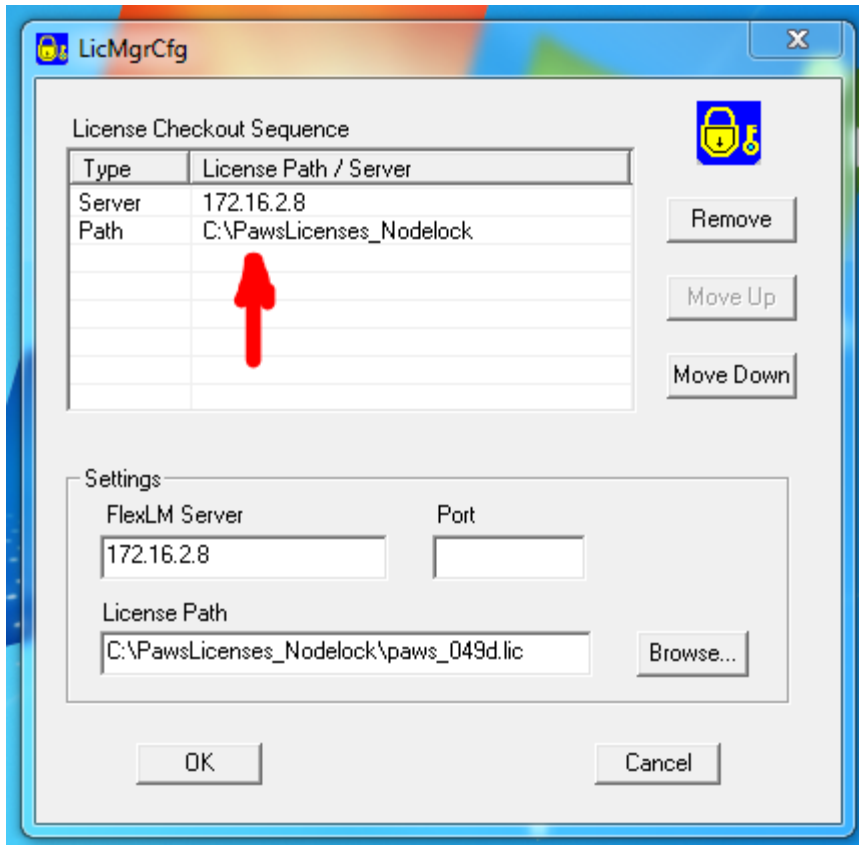 LicMgrCfg
License Checkout Sequence
Type License Path / Server
Server 172.16.2.8
Path C:\PawsLicenses_Nodelock
Remove
Move Up
Move Down
Settings
FlexLM Server Port
172.16.2.8
License Path
C:\PawsLicenses_Nodelock\paws_049d.lic
Browse...
OK Cancel